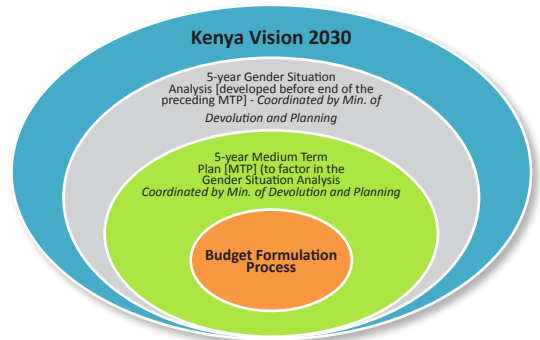 Kenya Vision 2030
5-year Gender Situation
Analysis [developed before end of the
preceding MTP] - Coordinated by Min. of
Devolution and Planning
5-year Medium Term
Plan [MTP] (to factor in the
Gender Situation Analysis
Coordinated by Min. of Devolution and Planning
Budget Formulation
Process